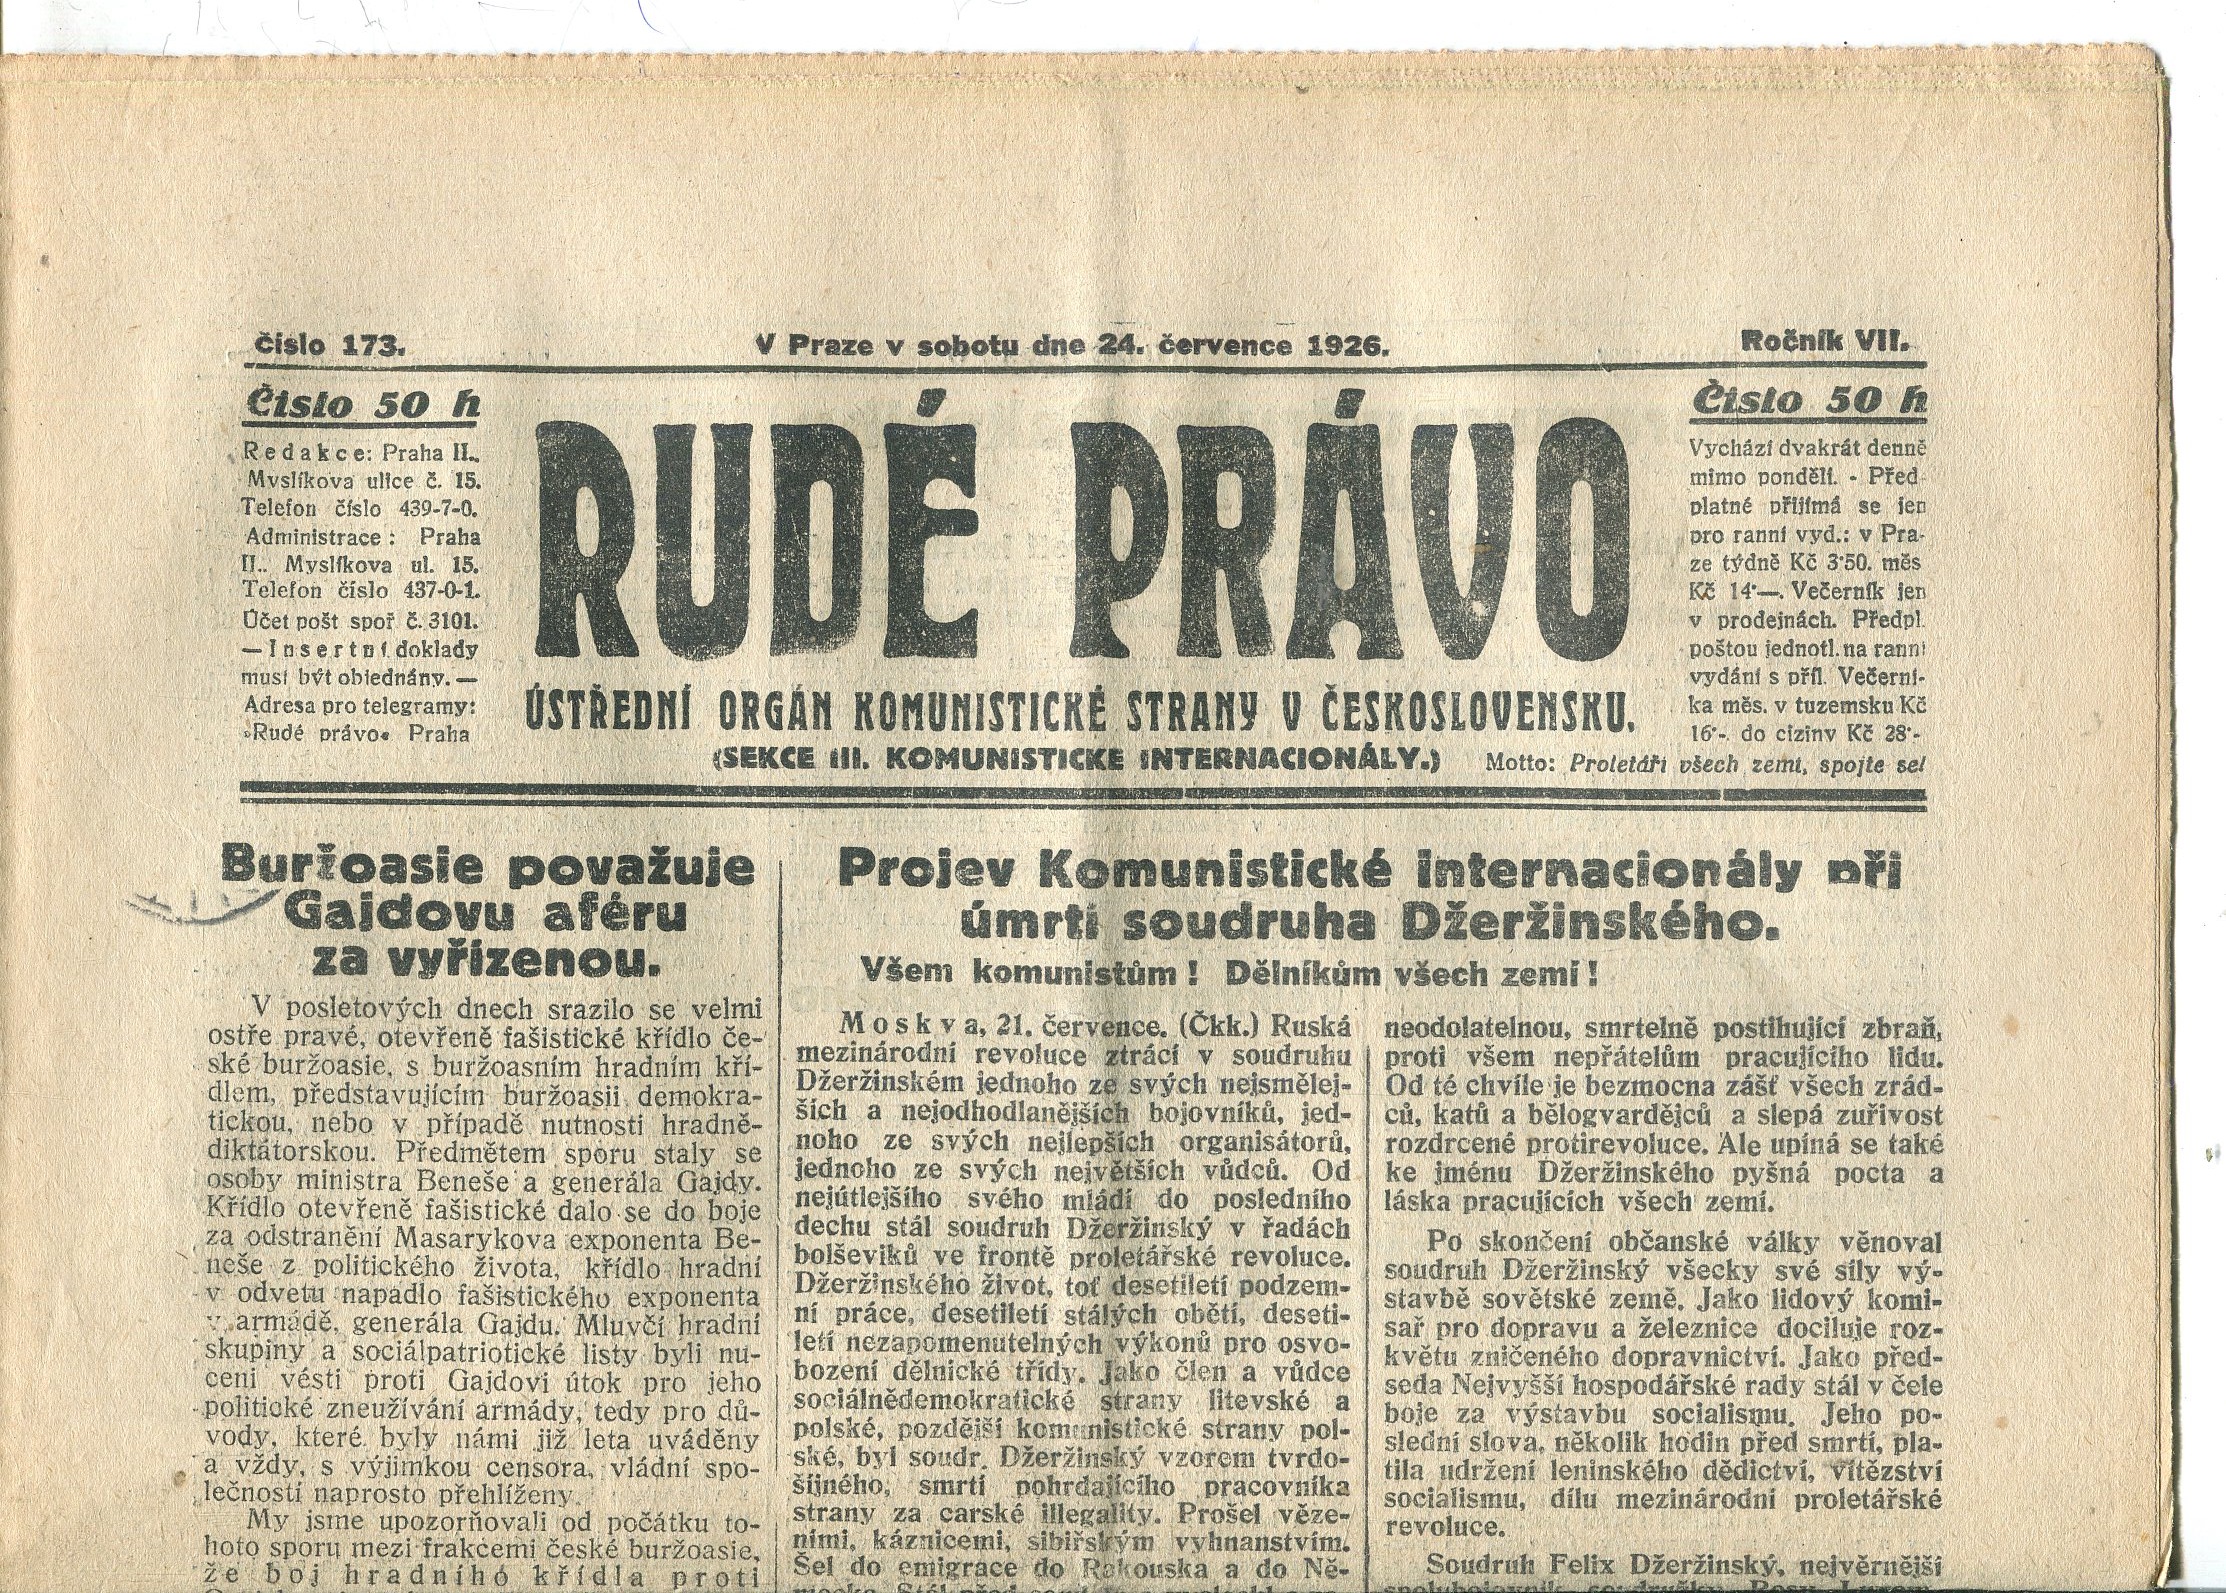 Číslo 173.
V Praze v sobotu dne 24. července 1926.
Ročník VII.
Číslo 50 h
Redakce: Praha II.,
Myslíkova ulice č. 15.
Telefon číslo 439-7-0.
Administrace: Praha
II., Myslíkova ul. 15.
Telefon číslo 437-0-1.
Účet pošt spoř č. 3101.
— Insertní doklady
musí být objednány. —
Adresa pro telegramy:
»Rudé právo« Praha
RUDÉ PRÁVO
ÚSTŘEDNÍ ORGÁN KOMUNISTICKÉ STRANY V ČESKOSLOVENSKU.
(SEKCE III. KOMUNISTICKÉ INTERNACIONÁLY.)
Motto: Proletáři všech zemí, spojte se!
Číslo 50 h
Vychází dvakrát denně
mimo pondělí. - Před
platné přijímá se jen
pro ranní vyd.: v Pra-
ze týdně Kč 3·50. měs
Kč 14·—. Večerník jen
v prodejnách. Předpl.
poštou jednotl. na ranní
vydání s příl. Večerní-
ka měs. v tuzemsku Kč
16·-. do ciziny Kč 28·-
Buržoasie považuje
Gajdovu aféru
za vyřízenou.
V posletových dnech srazilo se velmi
ostře pravé, otevřeně fašistické křídlo če-
ské buržoasie, s buržoasním hradním kří-
dlem, představujícím buržoasii demokra-
tickou, nebo v případě nutnosti hradně-
diktátorskou. Předmětem sporu staly se
osoby ministra Beneše a generála Gajdy.
Křídlo otevřeně fašistické dalo se do boje
za odstranění Masarykova exponenta Be-
neše z politického života, křídlo hradní
v odvetu napadlo fašistického exponenta
v armádě, generála Gajdu. Mluvčí hradní
skupiny a sociálpatriotické listy byli nu-
ceni vésti proti Gajdovi útok pro jeho
politické zneužívání armády, tedy pro dů-
vody, které byly námi již léta uváděny
a vždy, s výjimkou censora, vládní spo-
lečností naprosto přehlíženy.
My jsme upozorňovali od počátku to-
hoto sporu mezi frakcemi české buržoasie,
že boj hradního křídla proti
Projev Komunistické internacionály při
úmrtí soudruha Džeržinského.
Všem komunistům! Dělníkům všech zemí!
Moskva, 21. července. (Čkk.) Ruská
mezinárodní revoluce ztrácí v soudruhu
Džeržinském jednoho ze svých nejsmělej-
ších a nejodhodlanějších bojovníků, jed-
noho ze svých nejlepších organisátorů,
jednoho ze svých největších vůdců. Od
nejútlejšího svého mládí do posledního
dechu stál soudruh Džeržinský v řadách
bolševiků ve frontě proletářské revoluce.
Džeržinského život, toť desetiletí podzem-
ní práce, desetiletí stálých obětí, deseti-
letí nezapomenutelných výkonů pro osvo-
bození dělnické třídy. Jako člen a vůdce
sociálnědemokratické strany litevské a
polské, pozdější komunistické strany pol-
ské, byl soudr. Džeržinský vzorem tvrdo-
šíjného, smrtí pohrdajícího pracovníka
strany za carské illegality. Prošel věze-
ními, káznicemi, sibiřským vyhnanstvím.
Šel do emigrace do Rakouska a do Ně-
neodolatelnou, smrtelně postihující zbraň,
proti všem nepřátelům pracujícího lidu.
Od té chvíle je bezmocna zášť všech zrád-
ců, katů a bělogvardějců a slepá zuřivost
rozdrcené protirevoluce. Ale upíná se také
ke jménu Džeržinského pyšná pocta a
láska pracujících všech zemí.
Po skončení občanské války věnoval
soudruh Džeržinský všecky své síly vý-
stavbě sovětské země. Jako lidový komi-
sař pro dopravu a železnice dociluje roz-
květu zničeného dopravnictví. Jako před-
seda Nejvyšší hospodářské rady stál v čele
boje za výstavbu socialismu. Jeho po-
slední slova, několik hodin před smrtí, pla-
tila udržení leninského dědictví, vítězství
socialismu, dílu mezinárodní proletářské
revoluce.
Soudruh Felix Džeržinský, nejvěrnější